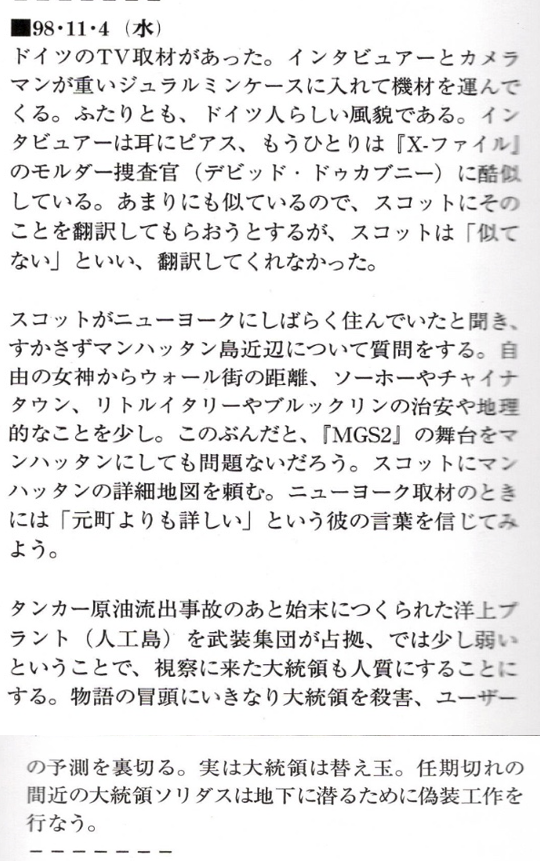 ■98·11·4（水）
ドイツのTV取材があった。インタビュアーとカメラ
マンが重いジュラルミンケースに入れて機材を運んで
くる。ふたりとも、ドイツ人らしい風貌である。イン
タビュアーは耳にピアス、もうひとりは『X-ファイル』
のモルダー捜査官（デビッド・ドゥカブニー）に酷似
している。あまりにも似ているので、スコットにその
ことを翻訳してもらおうとするが、スコットは「似て
ない」といい、翻訳してくれなかった。
スコットがニューヨークにしばらく住んでいたと聞き、
すかさずマンハッタン島近辺について質問をする。自
由の女神からウォール街の距離、ソーホーやチャイナ
タウン、リトルイタリーやブルックリンの治安や地理
的なことを少し。このぶんだと、『MGS2』の舞台をマ
ンハッタンにしても問題ないだろう。スコットにマン
ハッタンの詳細地図を頼む。ニューヨーク取材のとき
には「元町よりも詳しい」という彼の言葉を信じてみ
よう。
タンカー原油流出事故のあと始末につくられた洋上プ
ラント（人工島）を武装集団が占拠、では少し弱い
ということで、視察に来た大統領も人質にすることに
する。物語の冒頭にいきなり大統領を殺害、ユーザー
の予測を裏切る。実は大統領は替え玉。任期切れの
間近の大統領ソリダスは地下に潜るために偽装工作を
行なう。